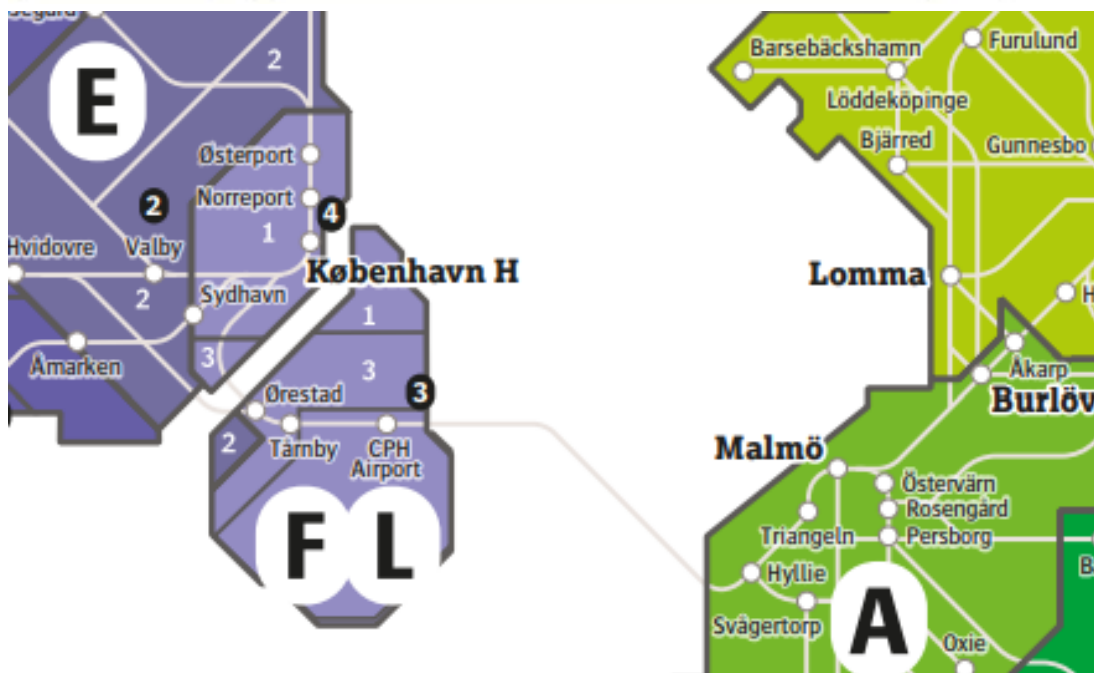 E
2
Østerport
Norreport
4
1
København H
2
Valby
Hvidovre
2
Sydhavn
Åmarken
3
1
3
3
Ørestad
2
Tårnby
CPH
Airport
F L
Barsebäckshamn
Furulund
Löddeköpinge
Bjärred
Gunnesbo
Lomma
H
Åkarp
Burlöv
Malmö
Östervärn
Rosengård
Triangeln
Persborg
Hyllie
B
Svågertorp
A
Oxie